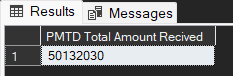 Results Messages
PMTD Total Amount Recived
1 50132030